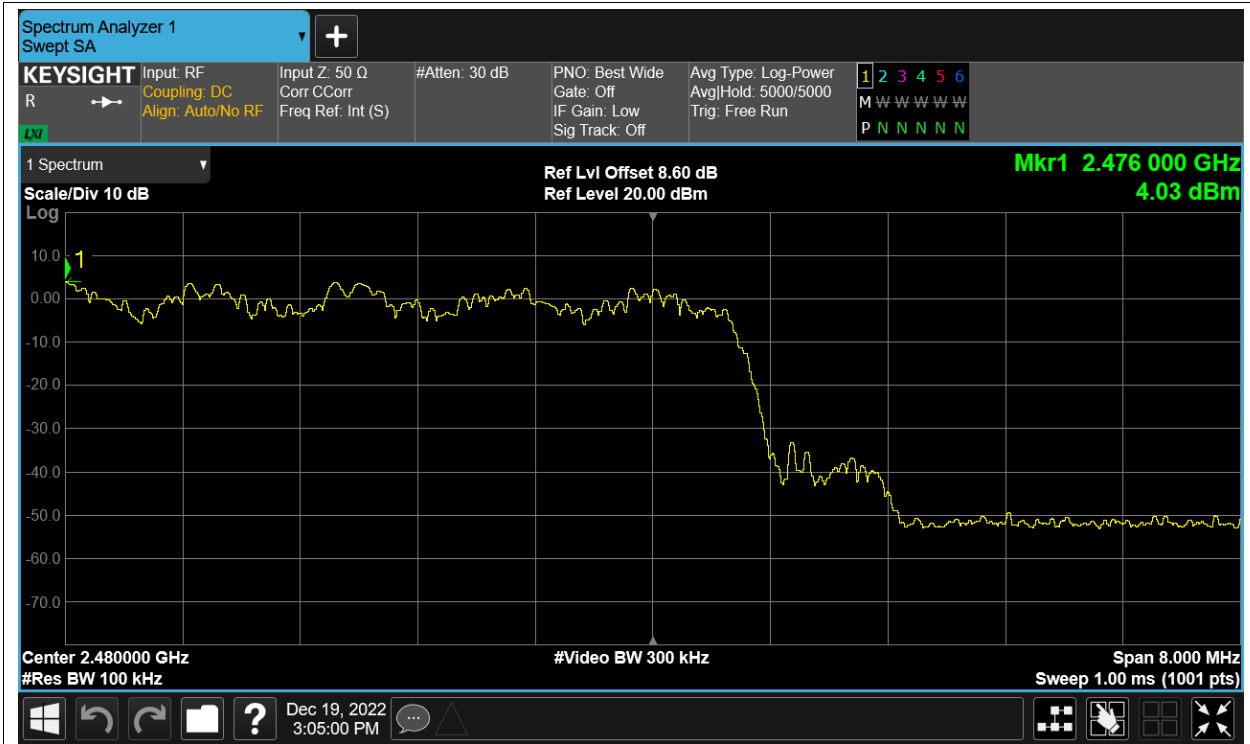 Spectrum Analyzer 1
Swept SA
KEYSIGHT
R
LXI
Input: RF
Coupling: DC
Align: Auto/No RF
Input Z: 50 Ω
Corr CCorr
Freq Ref: Int (S)
#Atten: 30 dB
PNO: Best Wide
Gate: Off
IF Gain: Low
Sig Track: Off
Avg Type: Log-Power
Avg|Hold: 5000/5000
Trig: Free Run
1 2 3 4 5 6
M W W W W W W
P N N N N N N
1 Spectrum
Scale/Div 10 dB
Log
Ref Lvl Offset 8.60 dB
Ref Level 20.00 dBm
Mkr1 2.476 000 GHz
4.03 dBm
10.0
1
0.00
-10.0
-20.0
-30.0
-40.0
-50.0
-60.0
-70.0
Center 2.480000 GHz
#Video BW 300 kHz
Span 8.000 MHz
#Res BW 100 kHz
Sweep 1.00 ms (1001 pts)
?
Dec 19, 2022
3:05:00 PM